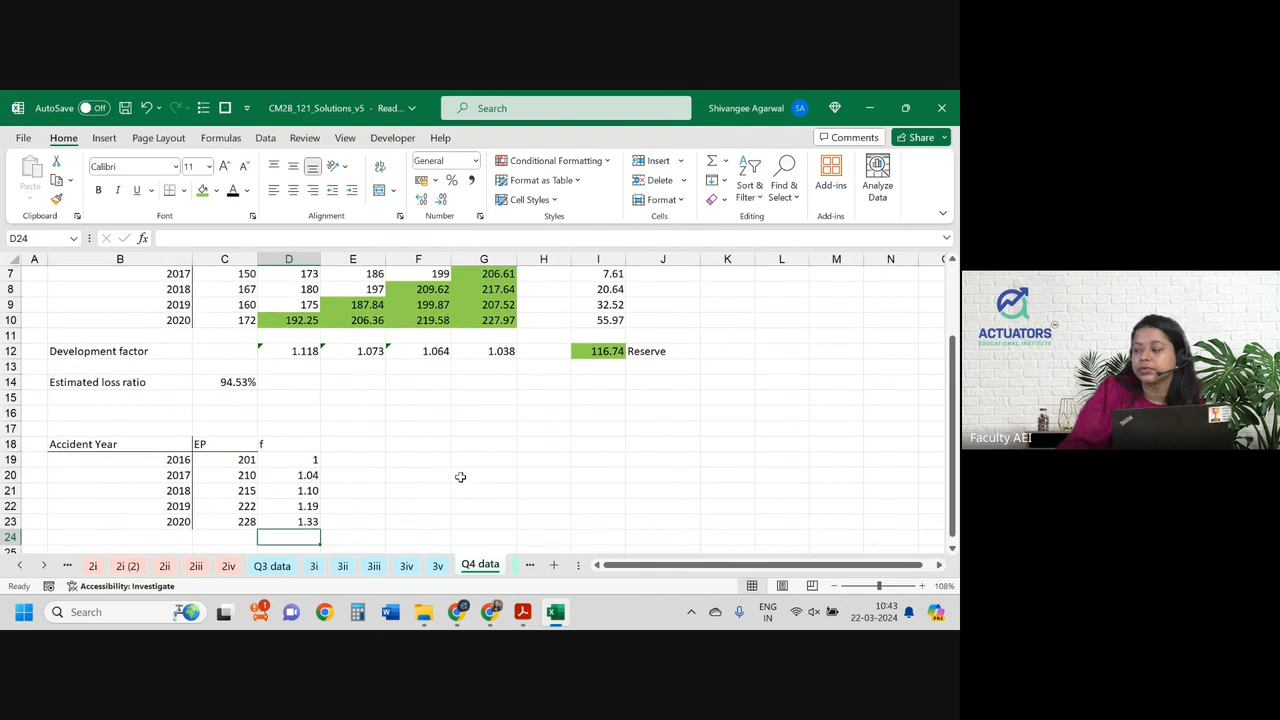 AutoSave Off CM2B_121_Solutions_v5 - Read... Search Shivangee Agarwal SA
File Home Insert Page Layout Formulas Data Review View Developer Help Comments Share
Paste Calibri 11 General Conditional Formatting Format as Table Cell Styles Insert Delete Format Sort & Filter Find & Select Add-ins Analyze Data
Clipboard Font Alignment Number Styles Cells Editing Add-ins
D24 fx
A B C D E F G H I J K L M N
7 2017 150 173 186 199 206.61 7.61
8 2018 167 180 197 209.62 217.64 20.64
9 2019 160 175 187.84 199.87 207.52 32.52
10 2020 172 192.25 206.36 219.58 227.97 55.97
11
12 Development factor 1.118 1.073 1.064 1.038 116.74 Reserve
13
14 Estimated loss ratio 94.53%
15
16
17
18 Accident Year EP f
19 2016 201 1
20 2017 210 1.04
21 2018 215 1.10
22 2019 222 1.19
23 2020 228 1.33
24
25
2i 2i (2) 2ii 2iii 2iv Q3 data 3i 3ii 3iii 3iv 3v Q4 data
Ready Accessibility: Investigate 108%
Search ENG IN 10:43 22-03-2024
ACTUATORS
EDUCATIONAL INSTITUTE
ThinkPad
Faculty AEI